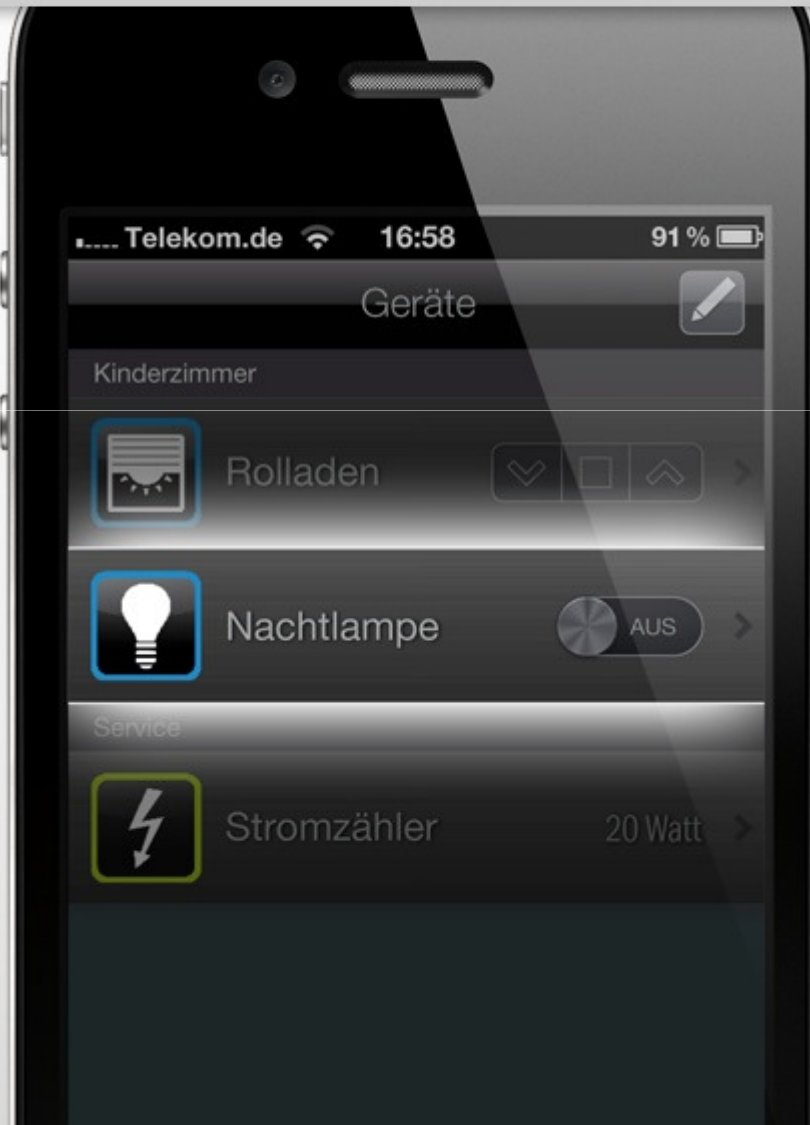 Telekom.de 16:58 91 %
Geräte
Kinderzimmer
Rolladen
Nachtlampe AUS
Service
Stromzähler 20 Watt